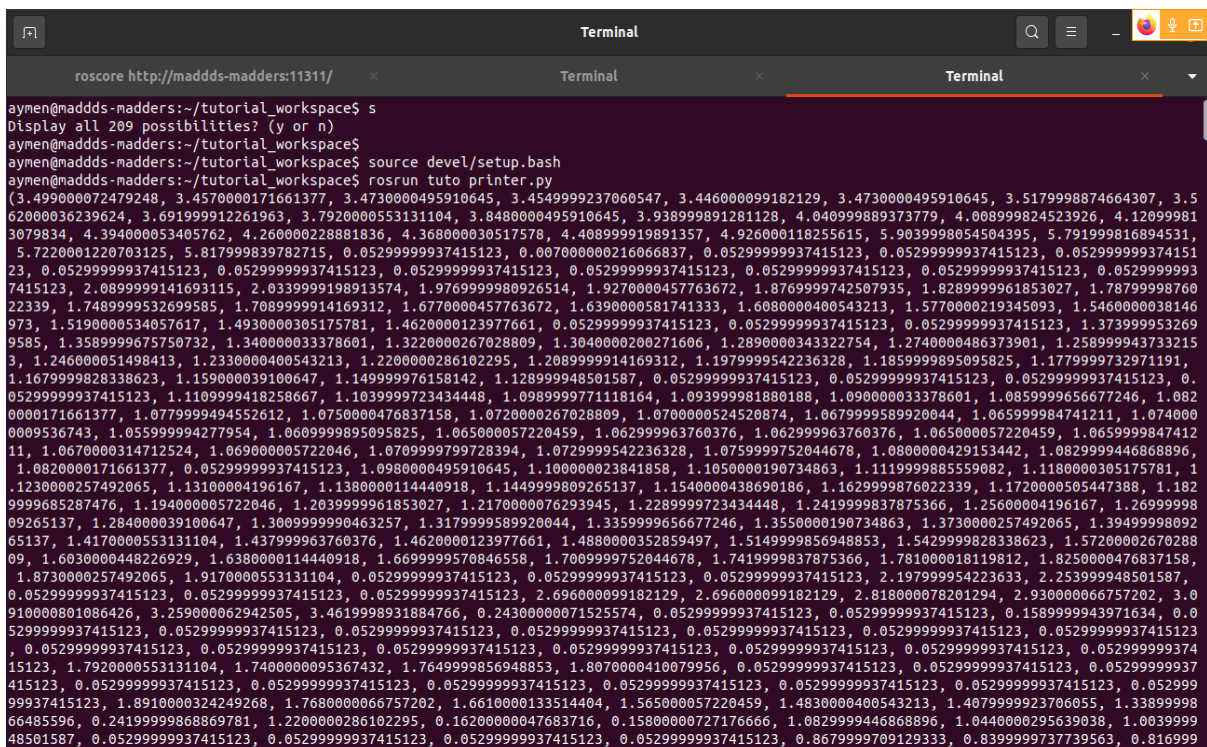 Terminal
roscore http://maddds-madders:11311/ × Terminal × Terminal ×
aymen@maddds-madders:~/tutorial_workspace$ s
Display all 209 possibilities? (y or n)
aymen@maddds-madders:~/tutorial_workspace$
aymen@maddds-madders:~/tutorial_workspace$ source devel/setup.bash
aymen@maddds-madders:~/tutorial_workspace$ rosrun tuto printer.py
(3.499000072479248, 3.4570000171661377, 3.4730000495910645, 3.4549999237060547, 3.446000099182129, 3.4730000495910645, 3.5179998874664307, 3.5
62000036239624, 3.691999912261963, 3.7920000553131104, 3.8480000495910645, 3.938999891281128, 4.040999889373779, 4.008999824523926, 4.12099981
3079834, 4.394000053405762, 4.260000228881836, 4.368000030517578, 4.408999919891357, 4.926000118255615, 5.9039998054504395, 5.791999816894531,
5.7220001220703125, 5.817999839782715, 0.05299999937415123, 0.007000000216066837, 0.05299999937415123, 0.05299999937415123, 0.052999999374151
23, 0.05299999937415123, 0.05299999937415123, 0.05299999937415123, 0.05299999937415123, 0.05299999937415123, 0.05299999937415123, 0.0529999993
7415123, 2.0899999141693115, 2.0339999198913574, 1.9769999980926514, 1.9270000457763672, 1.8769999742507935, 1.8289999961853027, 1.78799998760
22339, 1.7489999532699585, 1.7089999914169312, 1.6770000457763672, 1.6390000581741333, 1.6080000400543213, 1.5770000219345093, 1.5460000038146
973, 1.5190000534057617, 1.4930000305175781, 1.4620000123977661, 0.05299999937415123, 0.05299999937415123, 0.05299999937415123, 1.373999953269
9585, 1.3589999675750732, 1.340000033378601, 1.3220000267028809, 1.3040000200271606, 1.2890000343322754, 1.2740000486373901, 1.258999943733215
3, 1.246000051498413, 1.2330000400543213, 1.2200000286102295, 1.2089999914169312, 1.1979999542236328, 1.1859999895095825, 1.1779999732971191,
1.1679999828338623, 1.159000039100647, 1.149999976158142, 1.128999948501587, 0.05299999937415123, 0.05299999937415123, 0.05299999937415123, 0.
05299999937415123, 1.1109999418258667, 1.1039999723434448, 1.0989999771118164, 1.093999981880188, 1.090000033378601, 1.0859999656677246, 1.082
0000171661377, 1.0779999494552612, 1.0750000476837158, 1.0720000267028809, 1.0700000524520874, 1.0679999589920044, 1.065999984741211, 1.074000
0009536743, 1.055999994277954, 1.0609999895095825, 1.065000057220459, 1.062999963760376, 1.062999963760376, 1.065000057220459, 1.0659999847412
11, 1.0670000314712524, 1.069000005722046, 1.0709999799728394, 1.0729999542236328, 1.0759999752044678, 1.0800000429153442, 1.0829999446868896,
1.0820000171661377, 0.05299999937415123, 1.0980000495910645, 1.100000023841858, 1.1050000190734863, 1.1119999885559082, 1.1180000305175781, 1
.1230000257492065, 1.13100004196167, 1.1380000114440918, 1.1449999809265137, 1.1540000438690186, 1.1629999876022339, 1.1720000505447388, 1.182
9999685287476, 1.194000005722046, 1.2039999961853027, 1.2170000076293945, 1.2289999723434448, 1.2419999837875366, 1.25600004196167, 1.26999998
09265137, 1.284000039100647, 1.3009999990463257, 1.3179999589920044, 1.3359999656677246, 1.3550000190734863, 1.3730000257492065, 1.39499998092
65137, 1.4170000553131104, 1.437999963760376, 1.4620000123977661, 1.4880000352859497, 1.5149999856948853, 1.5429999828338623, 1.57200002670288
09, 1.6030000448226929, 1.6380000114440918, 1.6699999570846558, 1.7009999752044678, 1.7419999837875366, 1.781000018119812, 1.8250000476837158,
1.8730000257492065, 1.9170000553131104, 0.05299999937415123, 0.05299999937415123, 0.05299999937415123, 2.197999954223633, 2.253999948501587,
0.05299999937415123, 0.05299999937415123, 0.05299999937415123, 2.696000099182129, 2.696000099182129, 2.818000078201294, 2.930000066757202, 3.0
910000801086426, 3.259000062942505, 3.4619998931884766, 0.243000000071525574, 0.05299999937415123, 0.05299999937415123, 0.1589999943971634, 0.0
5299999937415123, 0.05299999937415123, 0.05299999937415123, 0.05299999937415123, 0.05299999937415123, 0.05299999937415123, 0.05299999937415123
, 0.05299999937415123, 0.05299999937415123, 0.05299999937415123, 0.05299999937415123, 0.05299999937415123, 0.05299999937415123, 0.052999999374
15123, 1.7920000553131104, 1.7400000095367432, 1.7649999856948853, 1.8070000410079956, 0.05299999937415123, 0.05299999937415123, 0.05299999937
415123, 0.05299999937415123, 0.05299999937415123, 0.05299999937415123, 0.05299999937415123, 0.05299999937415123, 0.05299999937415123, 0.052999
99937415123, 1.8910000324249268, 1.7680000066757202, 1.6610000133514404, 1.565000057220459, 1.4830000400543213, 1.4079999923706055, 1.33899998
66485596, 0.24199999868869781, 1.2200000286102295, 0.16200000047683716, 0.15800000727176666, 1.0829999446868896, 1.0440000295639038, 1.0039999
48501587, 0.05299999937415123, 0.05299999937415123, 0.05299999937415123, 0.05299999937415123, 0.8679999709129333, 0.8399999737739563, 0.816999